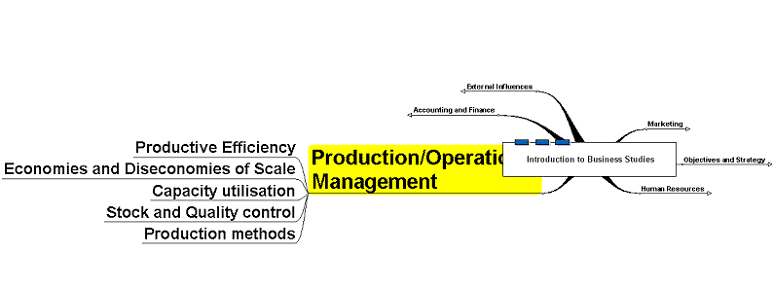 External Influences
Accounting and Finance
Marketing
Productive Efficiency
Production/Operatio
Introduction to Business Studies
Objectives and Strategy
Economies and Diseconomies of Scale
Management
Capacity utilisation
Human Resources
Stock and Quality control
Production methods